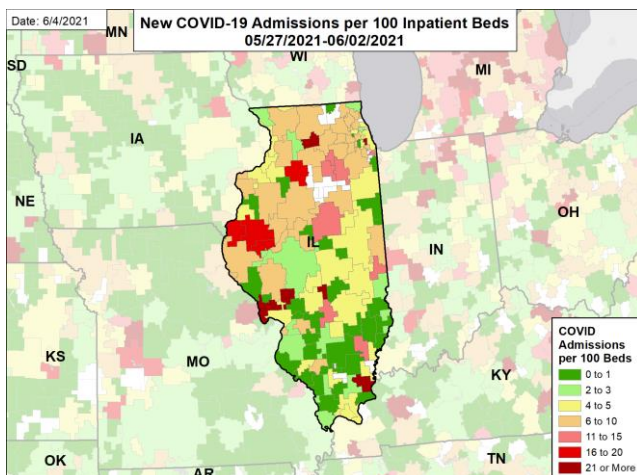 Date: 6/4/2021
New COVID-19 Admissions per 100 Inpatient Beds
05/27/2021-06/02/2021
MN
SD
WI
MI
IA
NE
IL
IN
OH
KS
MO
KY
OK
AR
TN
COVID
Admissions
per 100 Beds
0 to 1
2 to 3
4 to 5
6 to 10
11 to 15
16 to 20
21 or More